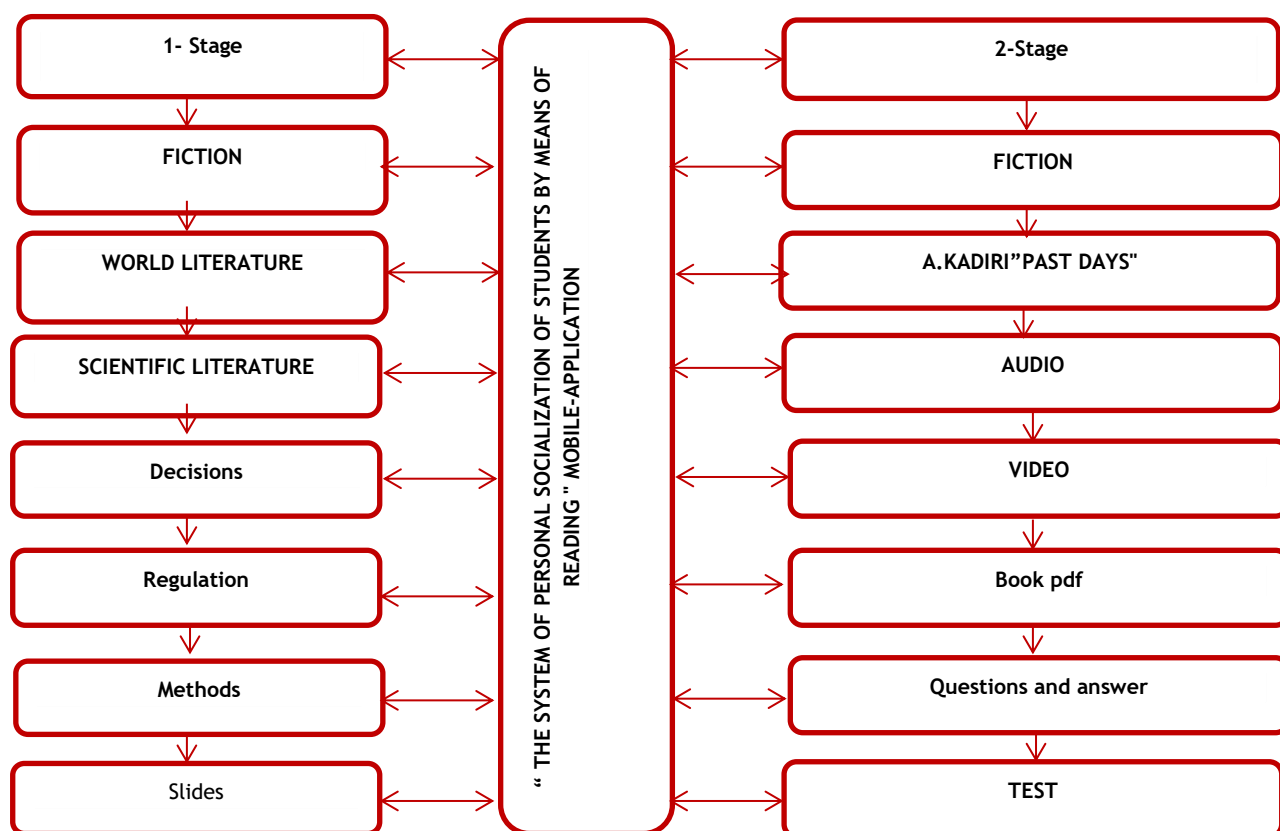 1- Stage
FICTION
WORLD LITERATURE
SCIENTIFIC LITERATURE
Decisions
Regulation
Methods
Slides
“ THE SYSTEM OF PERSONAL SOCIALIZATION OF STUDENTS BY MEANS OF
READING " MOBILE-APPLICATION
2-Stage
FICTION
A.KADIRI”PAST DAYS"
AUDIO
VIDEO
Book pdf
Questions and answer
TEST